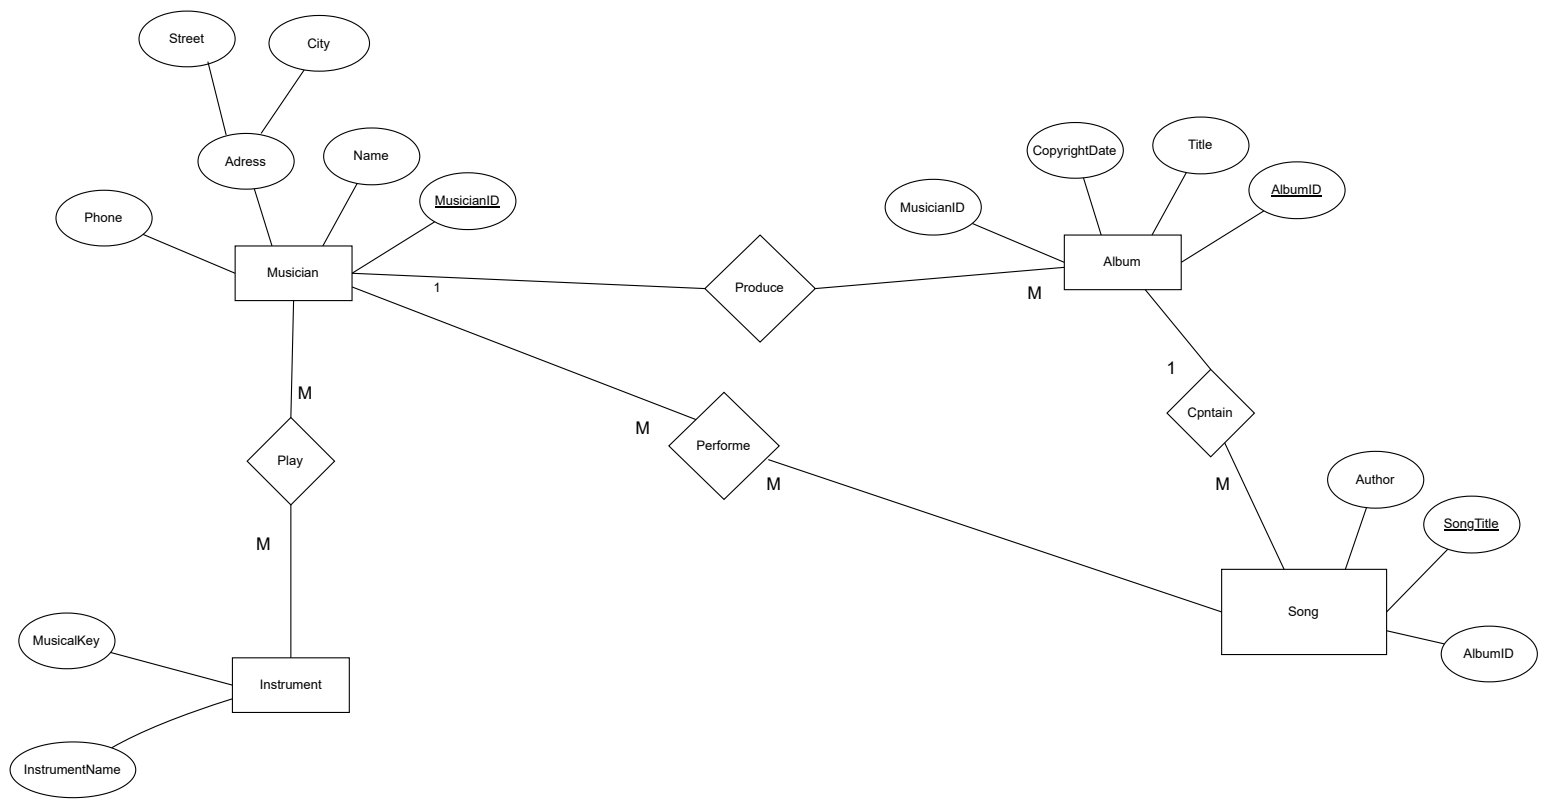 Street
City
Adress
Name
MusicianID
Phone
Musician
CopyrightDate
Title
AlbumID
MusicianID
Album
1
Produce
M
M
M
Performe
M
1
Cpntain
M
Play
M
Author
SongTitle
Song
AlbumID
MusicalKey
Instrument
InstrumentName